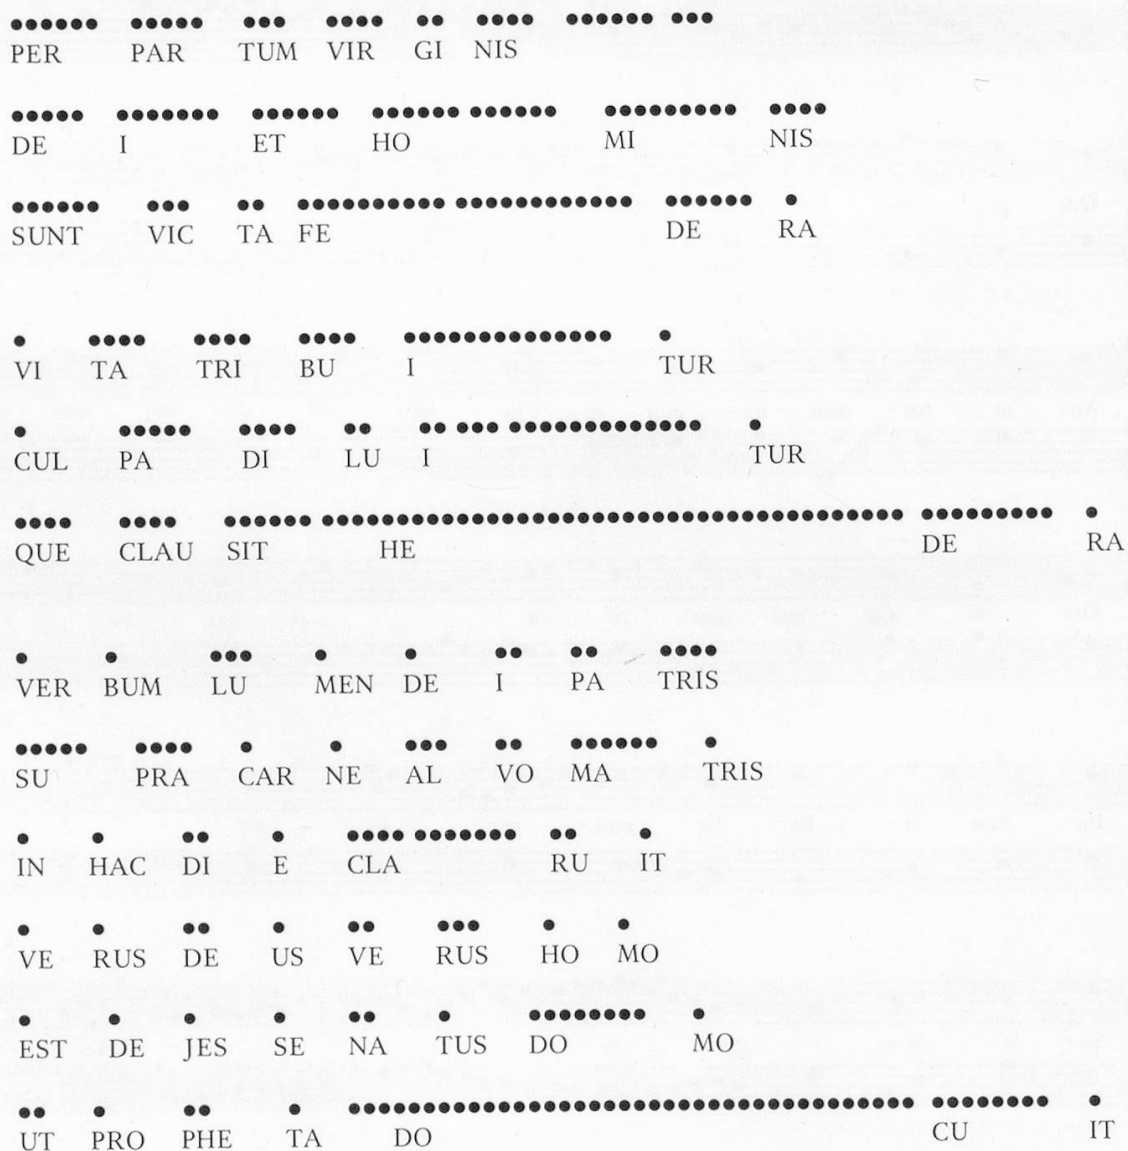 PER PAR TUM VIR GI NIS
DE I ET HO MI NIS
SUNT VIC TA FE DE RA
VI TA TRI BU I TUR
CUL PA DI LU I TUR
QUE CLAU SIT HE DE RA
VER BUM LU MEN DE I PA TRIS
SU PRA CAR NE AL VO MA TRIS
IN HAC DI E CLA RU IT
VE RUS DE US VE RUS HO MO
EST DE JES SE NA TUS DO MO
UT PRO PHE TA DO CU IT